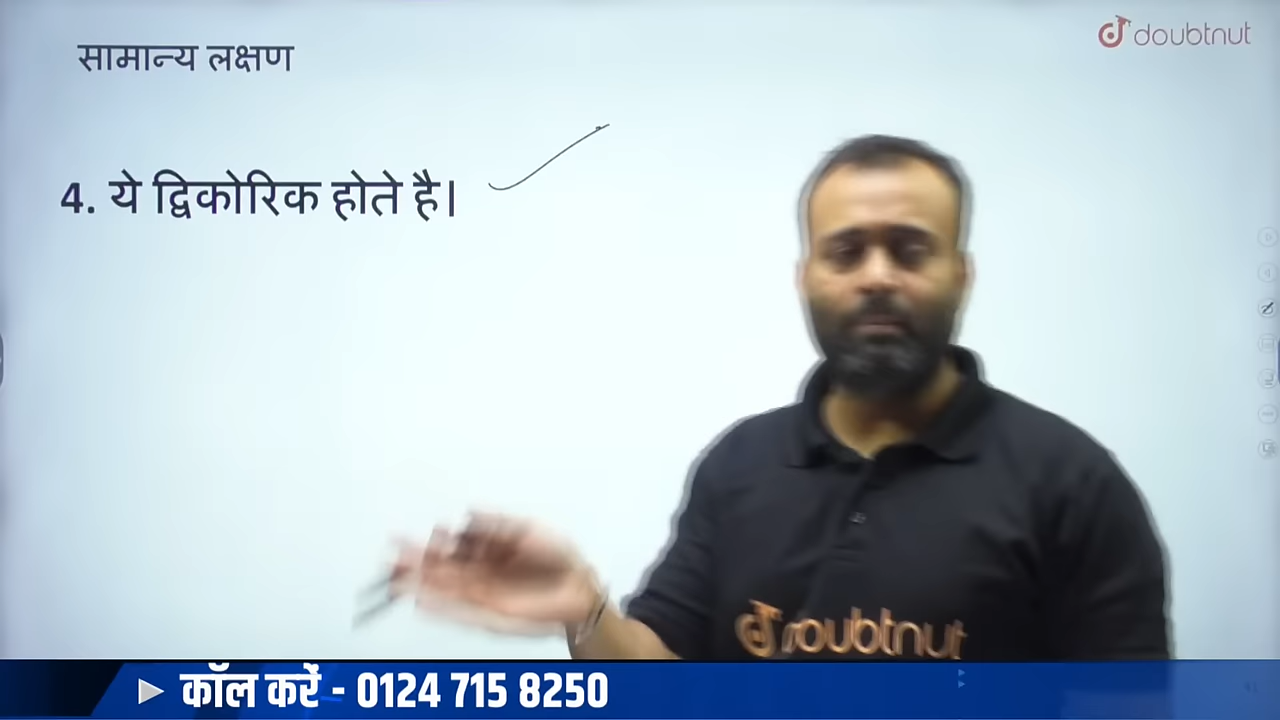 सामान्य लक्षण
doubtnut
4. ये द्विकोरिक होते है।
doubtnut
कॉल करें - 0124 715 8250